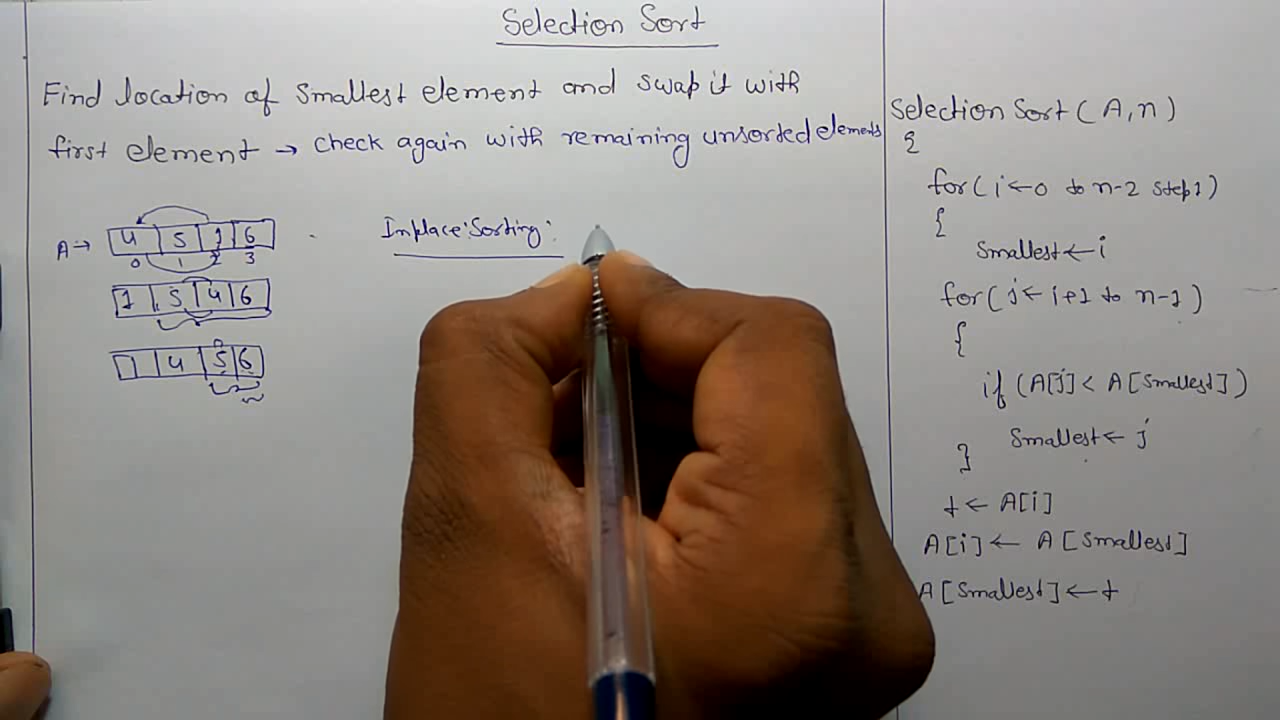 Selection Sort
Find location of smallest element and swap it with
first element → check again with remaining unsorted elements
A→ 4 5 1 6
0 1 2 3
1 5 4 6
1 4 5 6
Inplace Sorting:
Selection Sort (A,n)
{
for(i←0 to n-2 step1)
{
Smallest←i
for(j←i+1 to n-1)
{
if (A[j]<A[Smallest])
Smallest←j
}
t←A[i]
A[i]←A[Smallest]
A[Smallest]←t